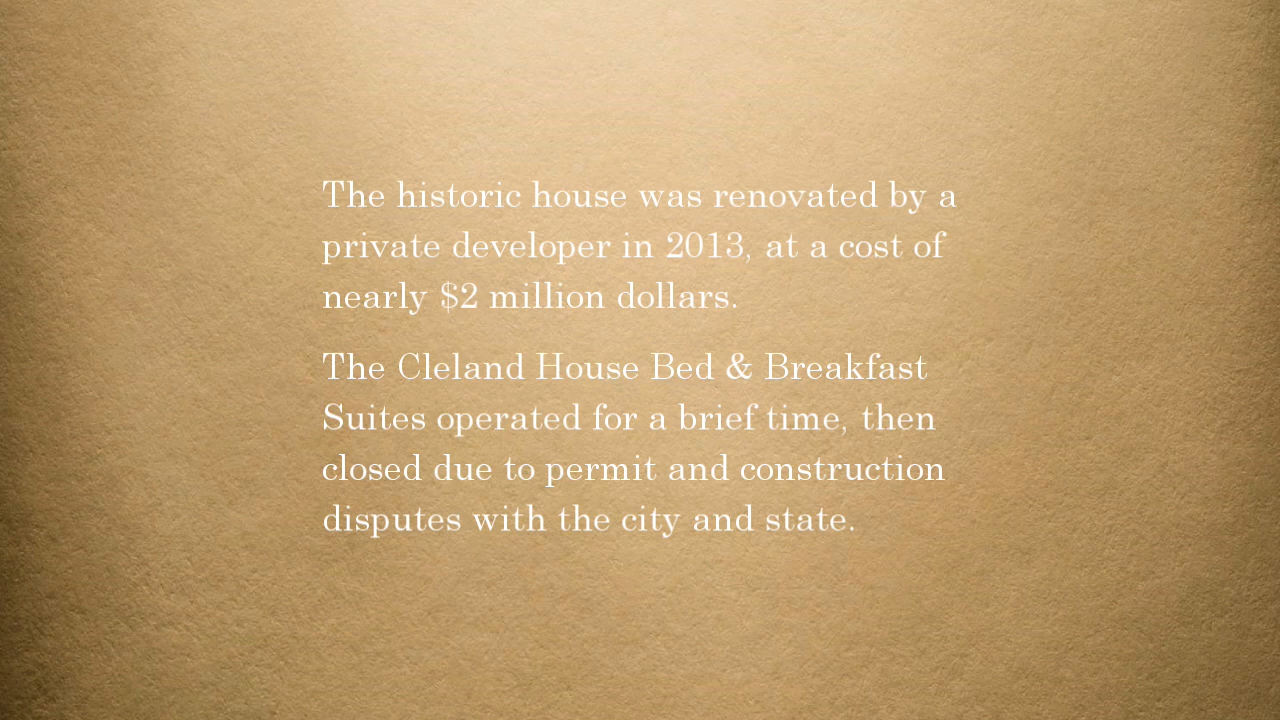 The historic house was renovated by a
private developer in 2013, at a cost of
nearly $2 million dollars.
The Cleland House Bed & Breakfast
Suites operated for a brief time, then
closed due to permit and construction
disputes with the city and state.